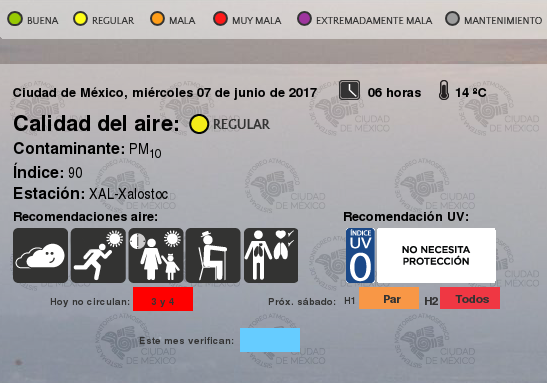 BUENA REGULAR MALA MUY MALA EXTREMADAMENTE MALA MANTENIMIENTO
Ciudad de México, miércoles 07 de junio de 2017 06 horas 14 ºC
Calidad del aire: REGULAR
Contaminante: PM10
Índice: 90
Estación: XAL-Xalostoc
Recomendaciones aire:
Recomendación UV:
ÍNDICE
UV
0
NO NECESITA
PROTECCIÓN
Hoy no circulan: 3 y 4
Próx. sábado: H1 Par H2 Todos
Este mes verifican:
CIUDAD
DE MÉXICO